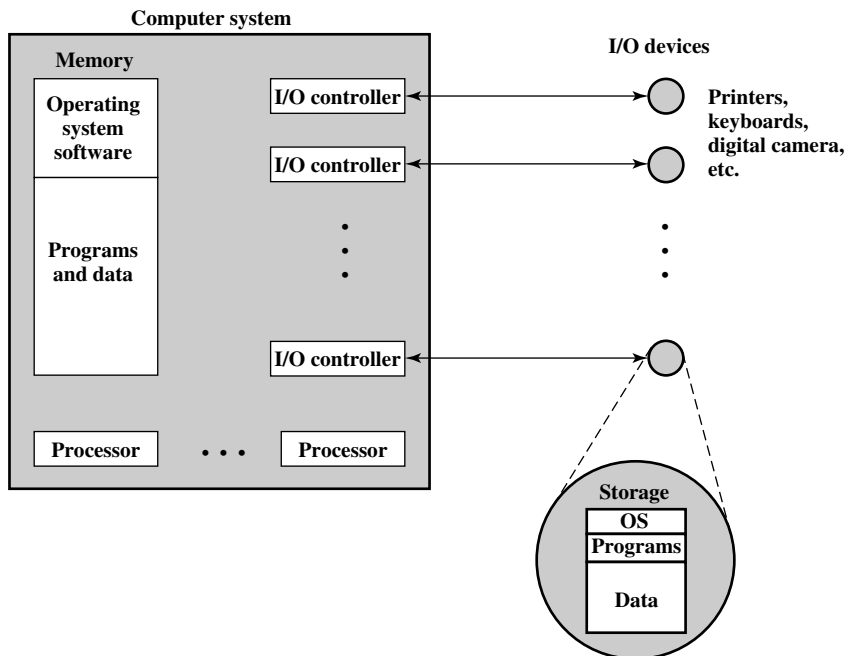 Computer system
Memory
Operating
system
software
Programs
and data
I/O controller
I/O controller
I/O controller
Processor
Processor
I/O devices
Printers,
keyboards,
digital camera,
etc.
Storage
OS
Programs
Data